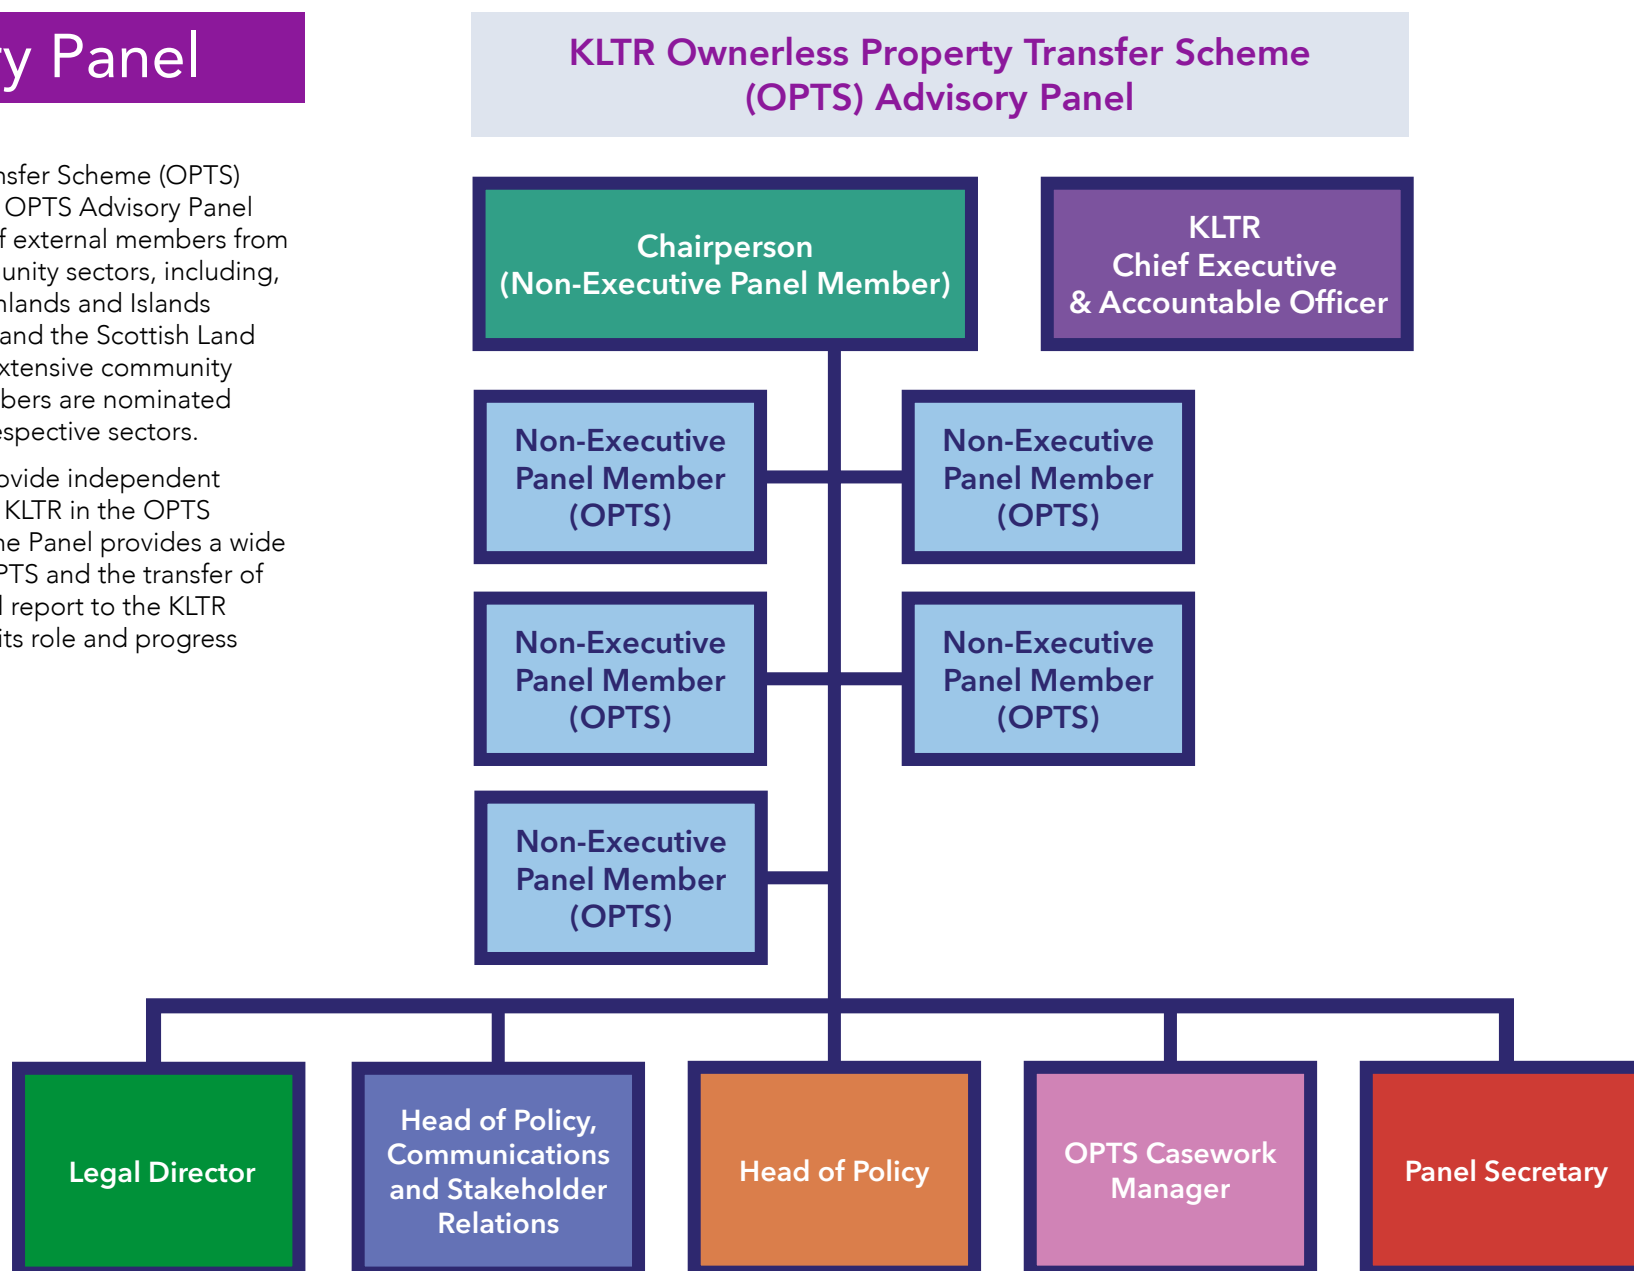 ry Panel
nsfer Scheme (OPTS)
OPTS Advisory Panel
f external members from
unity sectors, including,
hlands and Islands
and the Scottish Land
xtensive community
bers are nominated
espective sectors.
ovide independent
KLTR in the OPTS
he Panel provides a wide
PTS and the transfer of
l report to the KLTR
its role and progress
KLTR Ownerless Property Transfer Scheme
(OPTS) Advisory Panel
Chairperson
(Non-Executive Panel Member)
KLTR
Chief Executive
& Accountable Officer
Non-Executive
Panel Member
(OPTS)
Non-Executive
Panel Member
(OPTS)
Non-Executive
Panel Member
(OPTS)
Non-Executive
Panel Member
(OPTS)
Non-Executive
Panel Member
(OPTS)
Legal Director
Head of Policy,
Communications
and Stakeholder
Relations
Head of Policy
OPTS Casework
Manager
Panel Secretary